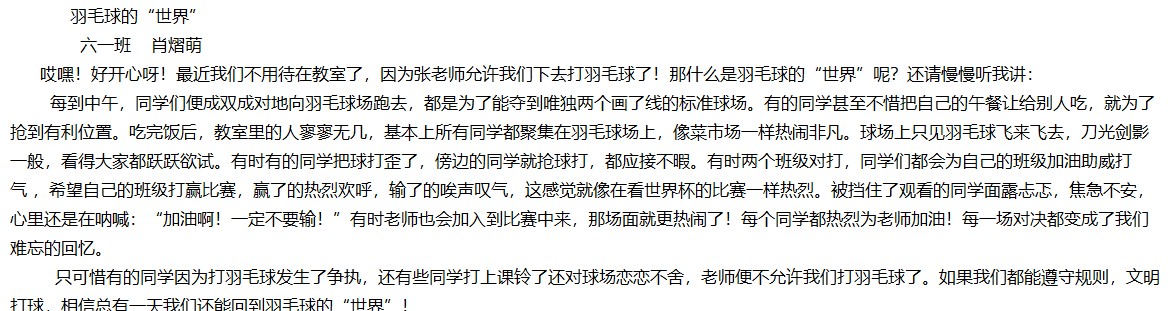 羽毛球的“世界”
六一班 肖熠萌
哎嘿！好开心呀！最近我们不用待在教室了，因为张老师允许我们下去打羽毛球了！那什么是羽毛球的“世界”呢？还请慢慢听我讲：
每到中午，同学们便成双成对地向羽毛球场跑去，都是为了能夺到唯独两个画了线的标准球场。有的同学甚至不惜把自己的午餐让给别人吃，就为了
抢到有利位置。吃完饭后，教室里的人寥寥无几，基本上所有同学都聚集在羽毛球场上，像菜市场一样热闹非凡。球场上只见羽毛球飞来飞去，刀光剑影
一般，看得大家都跃跃欲试。有时有的同学把球打歪了，傍边的同学就抢球打，都应接不暇。有时两个班级对打，同学们都会为自己的班级加油助威打
气，希望自己的班级打赢比赛，赢了的热烈欢呼，输了的唉声叹气，这感觉就像在看世界杯的比赛一样热烈。被挡住了观看的同学面露忐忑，焦急不安，
心里还是在呐喊：“加油啊！一定不要输！”有时老师也会加入到比赛中来，那场面就更热闹了！每个同学都热烈为老师加油！每一场对决都变成了我们
难忘的回忆。
只可惜有的同学因为打羽毛球发生了争执，还有些同学打上课铃了还对球场恋恋不舍，老师便不允许我们打羽毛球了。如果我们都能遵守规则，文明
打球，相信总有一天我们还能回到羽毛球的“世界”！